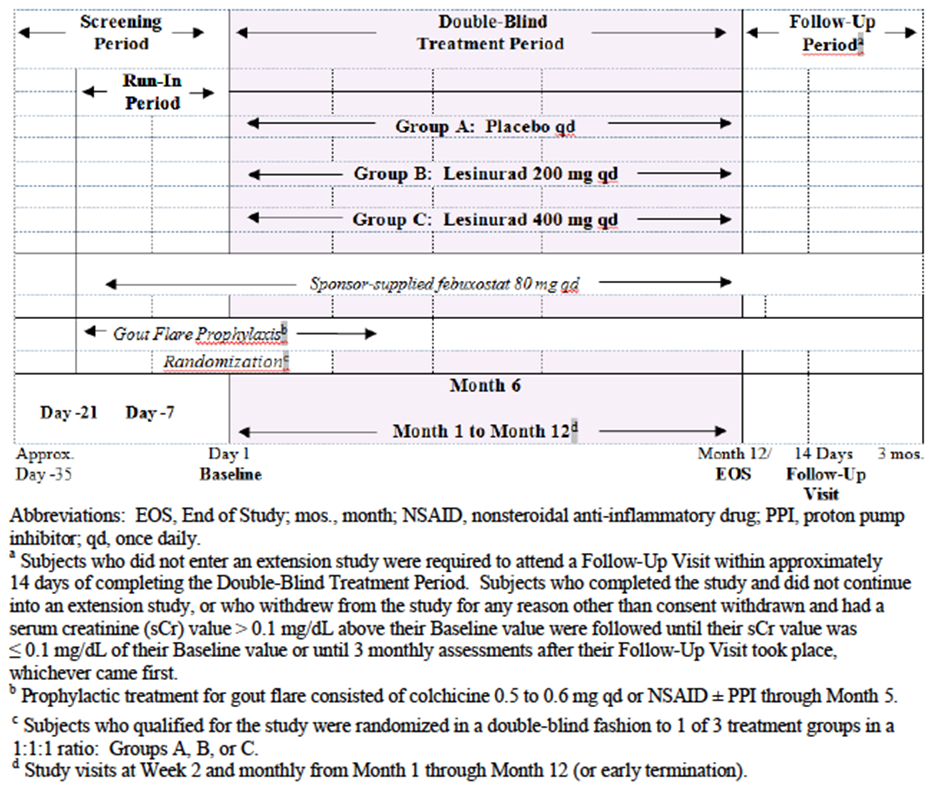 Screening
Period
Double-Blind
Treatment Period
Follow-Up
Periodᵃ
Run-In
Period
Group A: Placebo qd
Group B: Lesinurad 200 mg qd
Group C: Lesinurad 400 mg qd
Sponsor-supplied febuxostat 80 mg qd
Gout Flare Prophylaxisᵇ
Randomizationᶜ
Month 6
Day -21 Day -7
Month 1 to Month 12ᵈ
Approx.
Day -35
Day 1
Baseline
Month 12/
EOS
14 Days
Follow-Up
Visit
3 mos.
Abbreviations: EOS, End of Study; mos., month; NSAID, nonsteroidal anti-inflammatory drug; PPI, proton pump
inhibitor; qd, once daily.
ᵃ Subjects who did not enter an extension study were required to attend a Follow-Up Visit within approximately
14 days of completing the Double-Blind Treatment Period. Subjects who completed the study and did not continue
into an extension study, or who withdrew from the study for any reason other than consent withdrawn and had a
serum creatinine (sCr) value > 0.1 mg/dL above their Baseline value were followed until their sCr value was
≤ 0.1 mg/dL of their Baseline value or until 3 monthly assessments after their Follow-Up Visit took place,
whichever came first.
ᵇ Prophylactic treatment for gout flare consisted of colchicine 0.5 to 0.6 mg qd or NSAID ± PPI through Month 5.
ᶜ Subjects who qualified for the study were randomized in a double-blind fashion to 1 of 3 treatment groups in a
1:1:1 ratio: Groups A, B, or C.
ᵈ Study visits at Week 2 and monthly from Month 1 through Month 12 (or early termination).